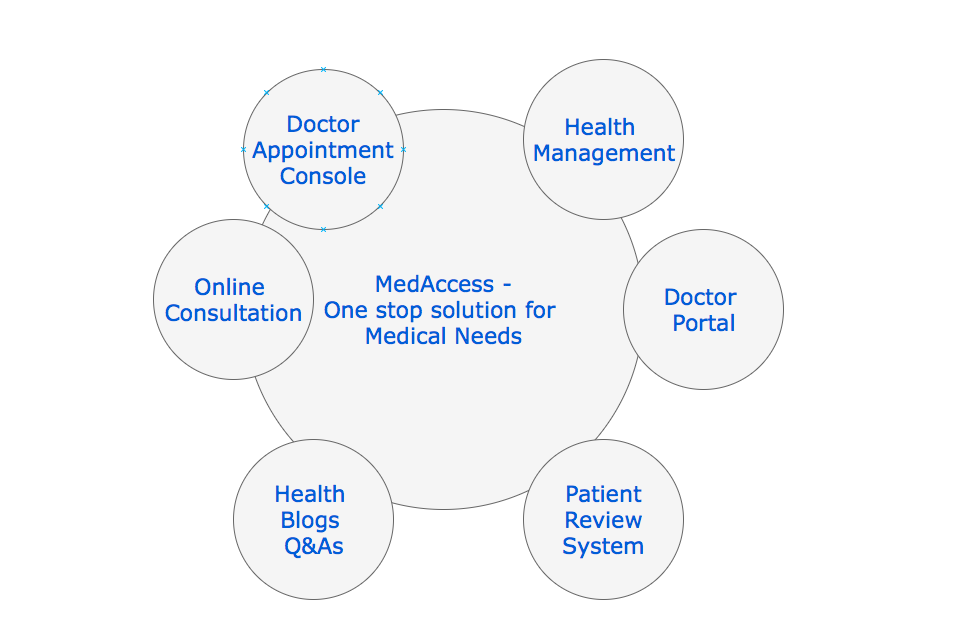 Doctor
Appointment
Console
Health
Management
Online
Consultation
MedAccess -
One stop solution for
Medical Needs
Doctor
Portal
Health
Blogs
Q&As
Patient
Review
System